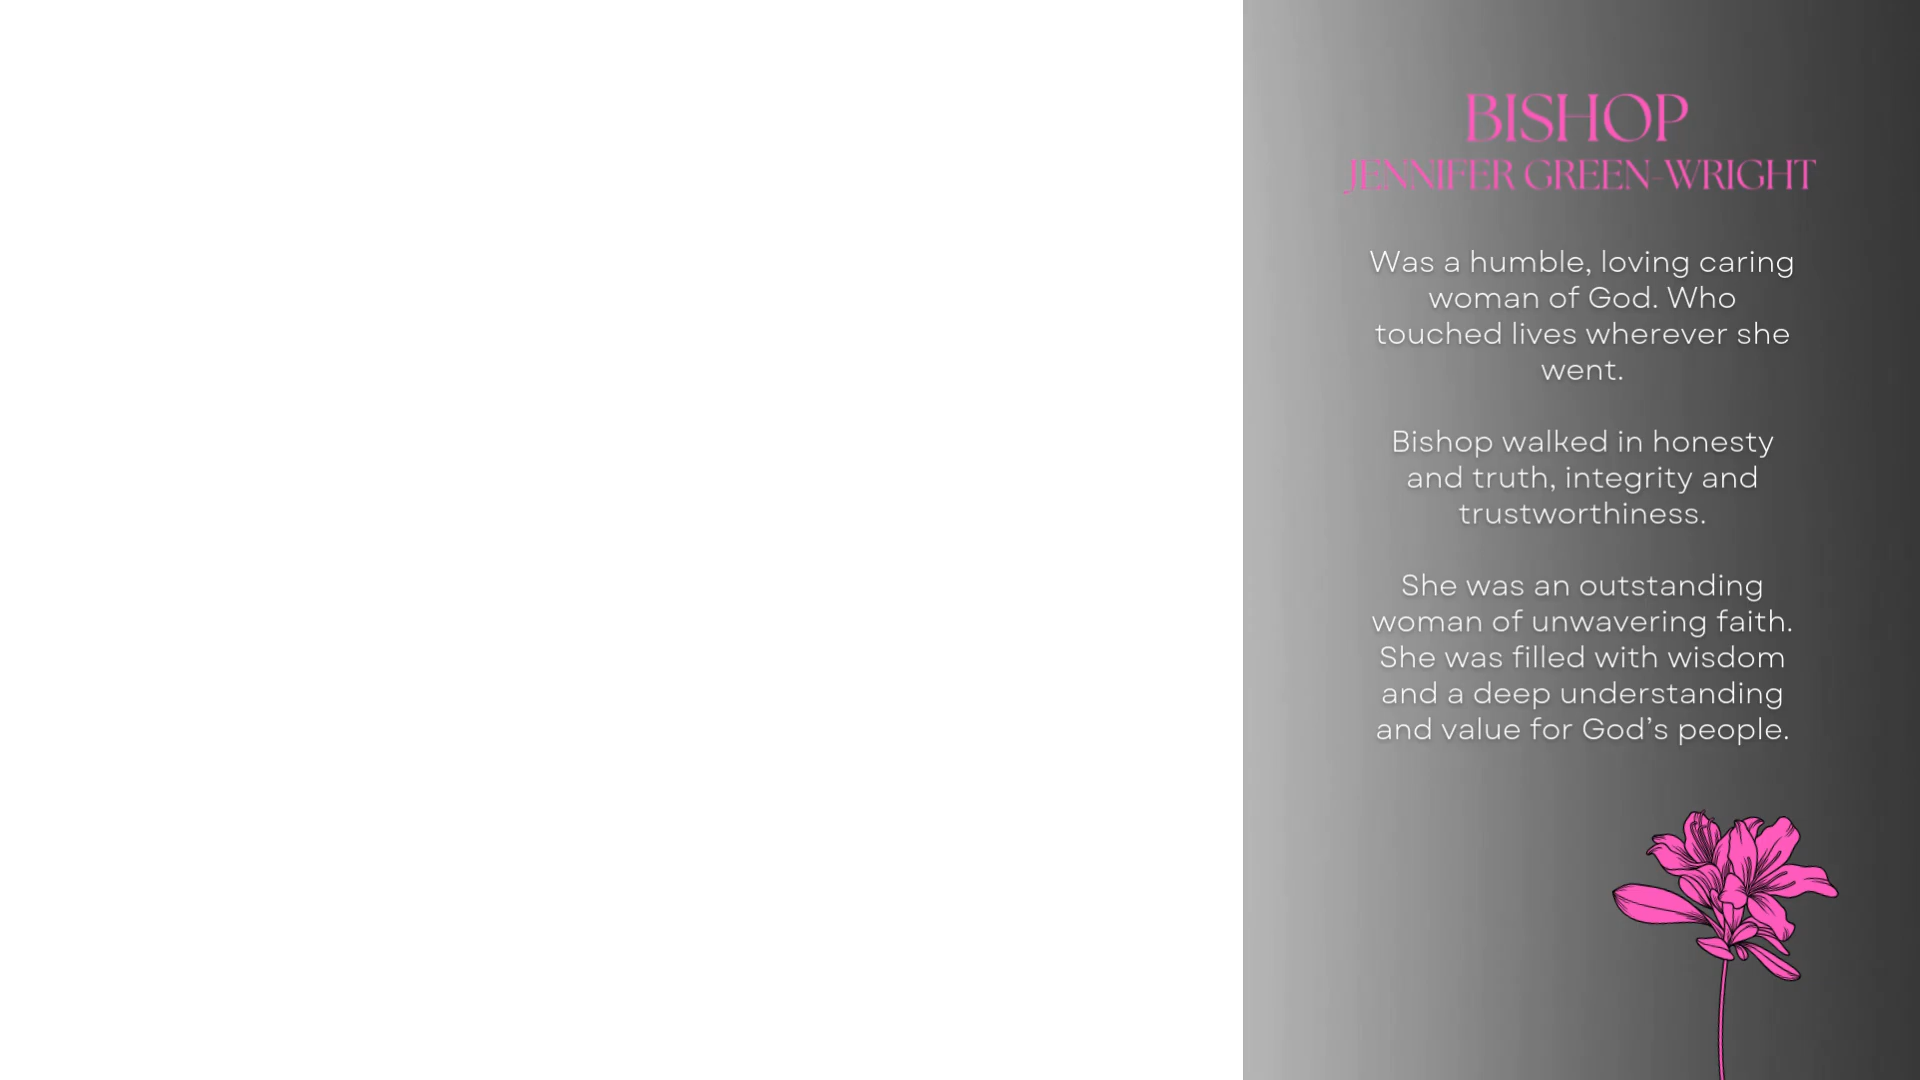 BISHOP
JENNIFER GREEN-WRIGHT
Was a humble, loving caring
woman of God. Who
touched lives wherever she
went.
Bishop walked in honesty
and truth, integrity and
trustworthiness.
She was an outstanding
woman of unwavering faith.
She was filled with wisdom
and a deep understanding
and value for God’s people.